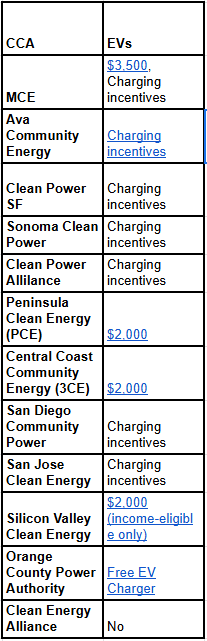 CCA EVs
MCE $3,500,
Charging
incentives
Ava
Community
Energy
Charging
incentives
Clean Power
SF
Charging
incentives
Sonoma Clean
Power
Charging
incentives
Clean Power
Allilance
Charging
incentives
Peninsula
Clean Energy
(PCE)
$2,000
Central Coast
Community
Energy (3CE)
$2,000
San Diego
Community
Power
Charging
incentives
San Jose
Clean Energy
Charging
incentives
Silicon Valley
Clean Energy
$2,000
(income-eligibl
e only)
Orange
County Power
Authority
Free EV
Charger
Clean Energy
Alliance
No